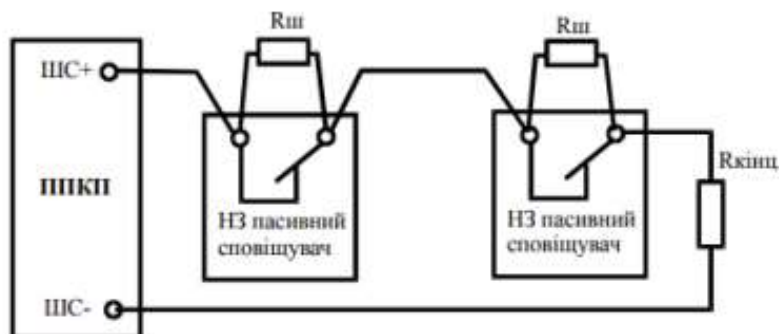 Rш
Rш
ШС+
ППКП
Rкінц
НЗ пасивний
сповіщувач
НЗ пасивний
сповіщувач
ШС-